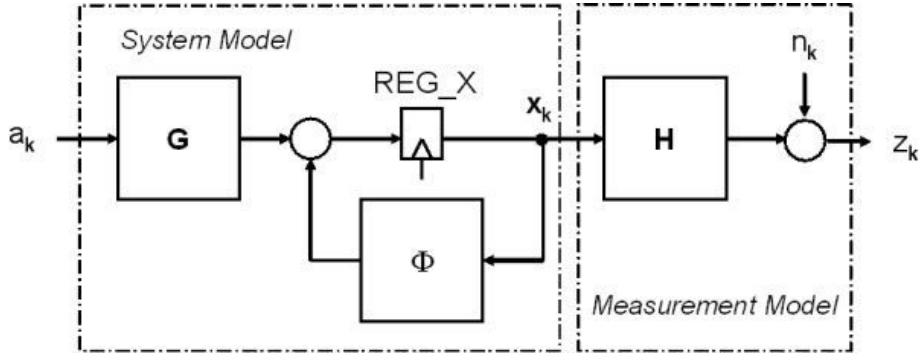 System Model
n_k
REG_X
x_k
a_k
G
H
z_k
Φ
Measurement Model